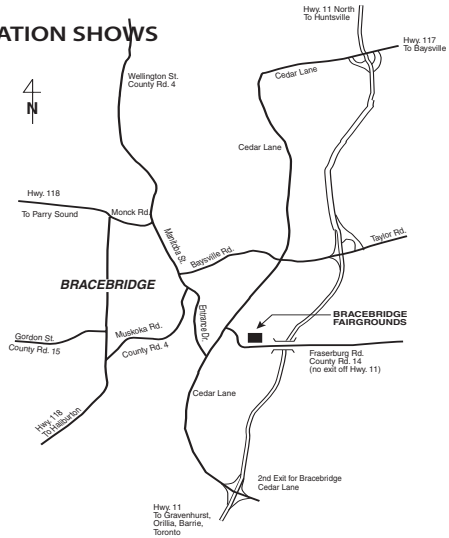 ATION SHOWS
Hwy. 11 North
To Huntsville
Hwy. 117
To Baysville
Cedar Lane
Wellington St.
County Rd. 4
N
Cedar Lane
Hwy. 118
To Parry Sound
Monck Rd.
Manitoba St.
Baysville Rd.
Taylor Rd.
BRACEBRIDGE
Entrance Dr.
BRACEBRIDGE
FAIRGROUNDS
Muskoka Rd.
County Rd. 4
Gordon St.
County Rd. 15
Fraserburg Rd.
County Rd. 14
(no exit off Hwy. 11)
Cedar Lane
Hwy. 118
To Haliburton
2nd Exit for Bracebridge
Cedar Lane
Hwy. 11
To Gravenhurst,
Orillia, Barrie,
Toronto